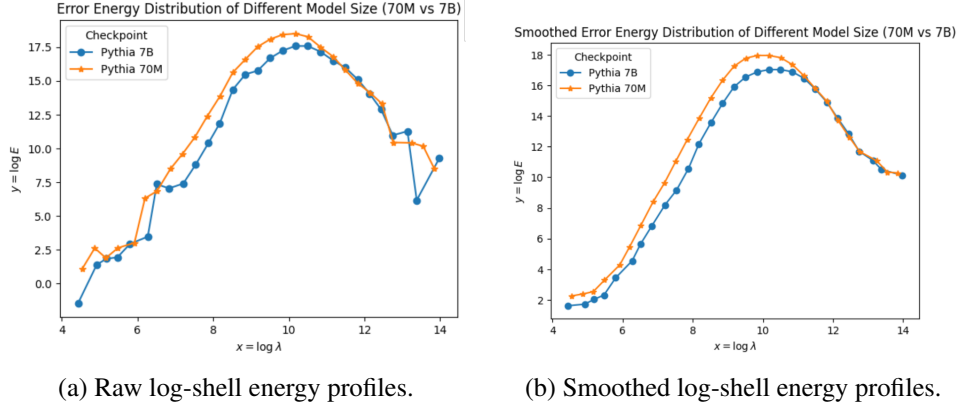 Error Energy Distribution of Different Model Size (70M vs 7B)
Checkpoint
Pythia 7B
Pythia 70M
17.5
15.0
12.5
10.0
7.5
5.0
2.5
0.0
y = log E
4 6 8 10 12 14
x = log λ
(a) Raw log-shell energy profiles.
Smoothed Error Energy Distribution of Different Model Size (70M vs 7B)
Checkpoint
Pythia 7B
Pythia 70M
18
16
14
12
10
8
6
4
2
y = log E
4 6 8 10 12 14
x = log λ
(b) Smoothed log-shell energy profiles.